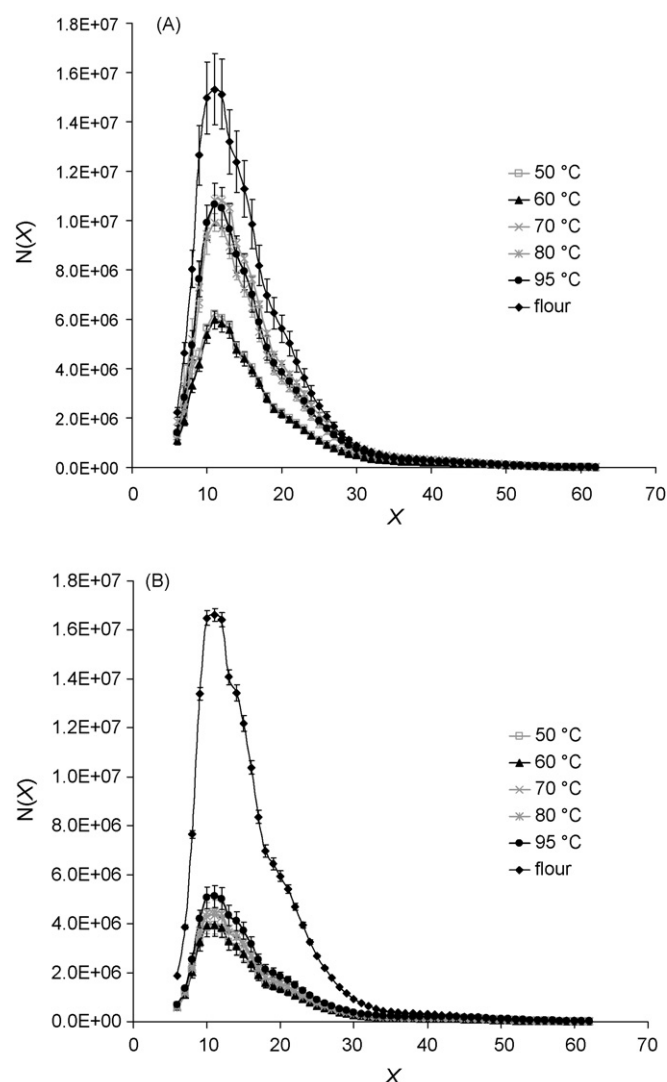 (A)
1.8E+07
1.6E+07
1.4E+07
1.2E+07
1.0E+07
8.0E+06
6.0E+06
4.0E+06
2.0E+06
0.0E+00
N(X)
50 °C
60 °C
70 °C
80 °C
95 °C
flour
0 10 20 30 40 50 60 70
X
(B)
1.8E+07
1.6E+07
1.4E+07
1.2E+07
1.0E+07
8.0E+06
6.0E+06
4.0E+06
2.0E+06
0.0E+00
N(X)
50 °C
60 °C
70 °C
80 °C
95 °C
flour
0 10 20 30 40 50 60 70
X